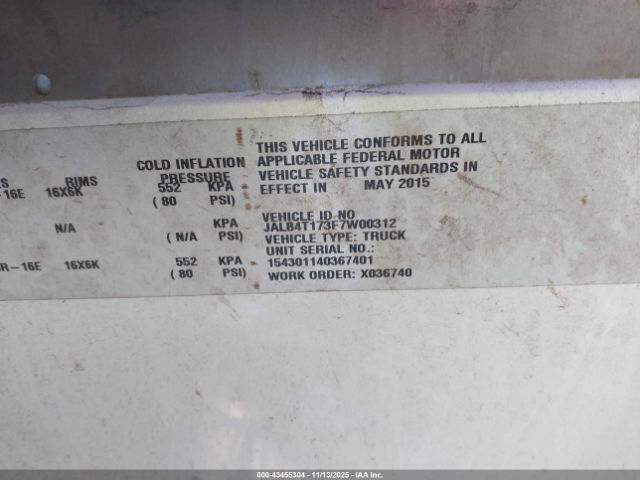 THIS VEHICLE CONFORMS TO ALL
COLD INFLATION APPLICABLE FEDERAL MOTOR
RIMS PRESSURE VEHICLE SAFETY STANDARDS IN
-16E 16X6K 552 KPA EFFECT IN MAY 2015
( 80 PSI)
VEHICLE ID NO
N/A KPA JALB4T173F7W00312
( N/A PSI) VEHICLE TYPE: TRUCK
UNIT SERIAL NO.:
R-16E 16X6K 552 KPA 154301140367401
( 80 PSI) WORK ORDER: X036740
000-43455304 - 11/13/2025 - IAAI